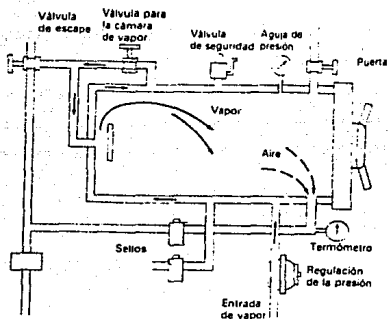 Válvula
de escape
Válvula para
la cámara
de vapor
Válvula
de seguridad
Aguja de
presión
Puerta
Vapor
Aire
Sellos
Termómetro
Regulación
de la presión
Entrada
de vapor